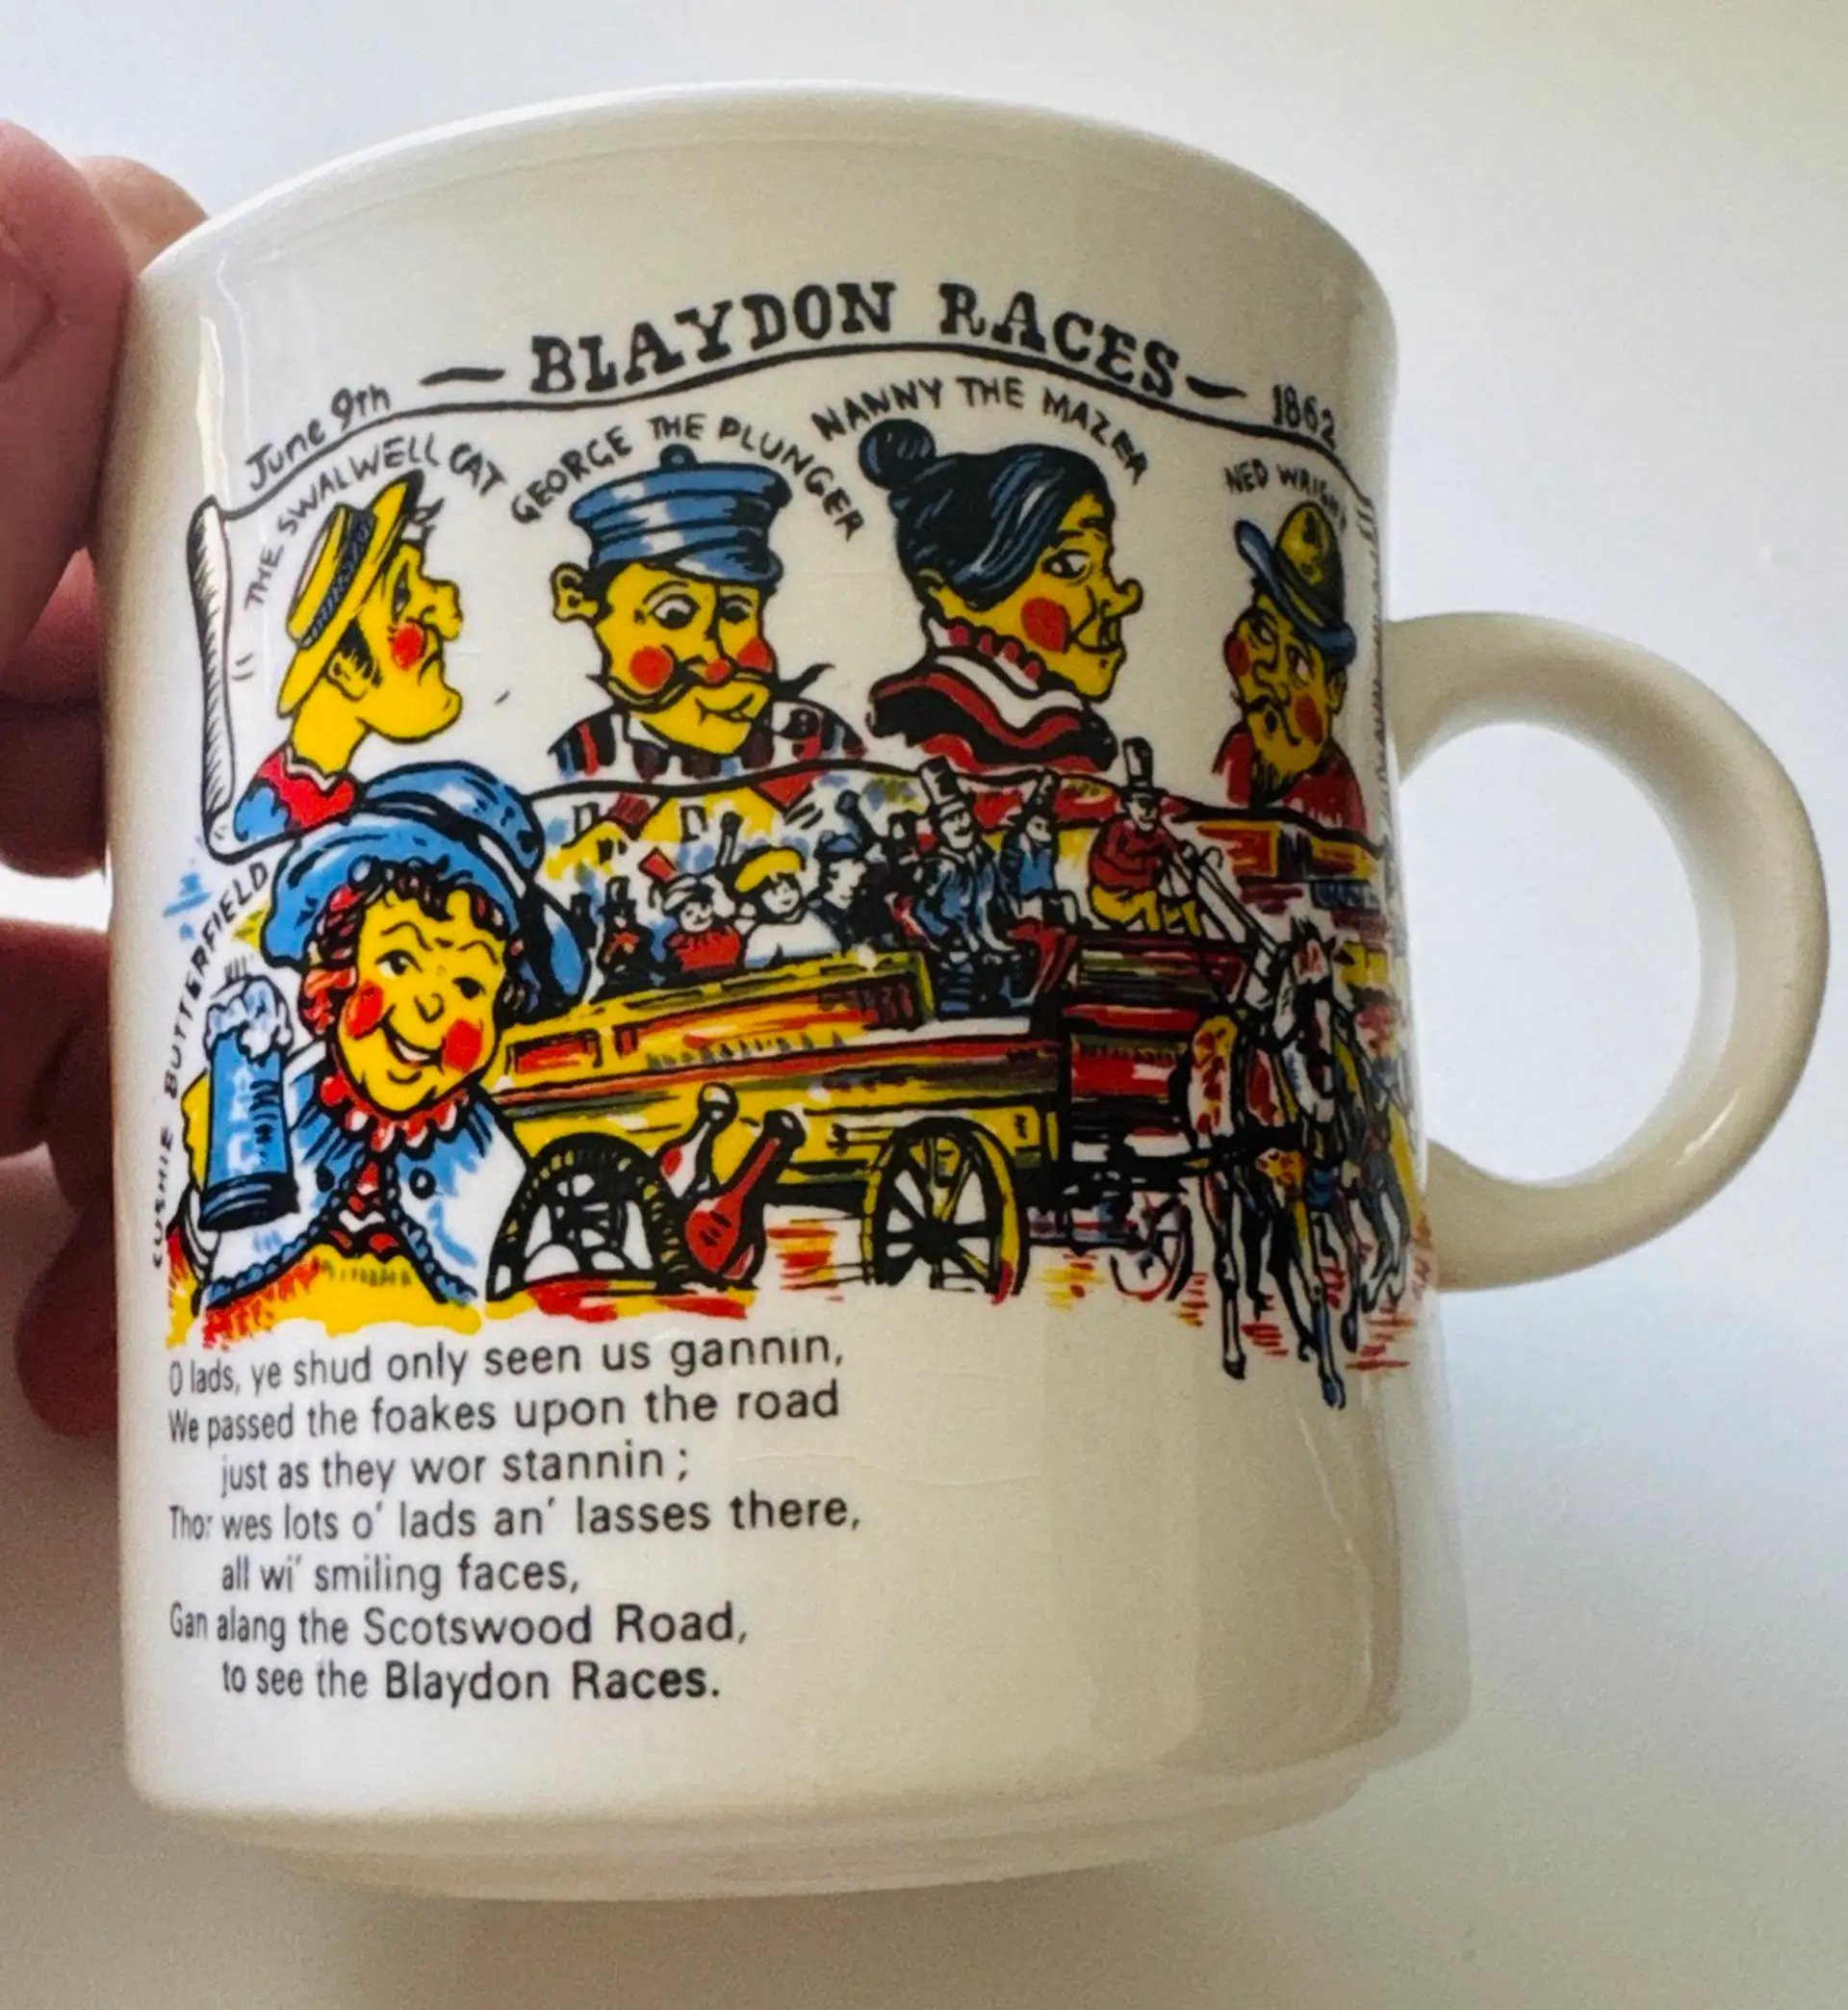 BLAYDON RACES
June 9th
1862
THE SWALWELL CAT
GEORGE THE PLUNGER
NANNY THE MAZER
NED WRIGHT
CUSHIE BUTTERFIELD
O lads, ye shud only seen us gannin,
We passed the foakes upon the road
just as they wor stannin ;
Thor wes lots o' lads an' lasses there,
all wi' smiling faces,
Gan alang the Scotswood Road,
to see the Blaydon Races.